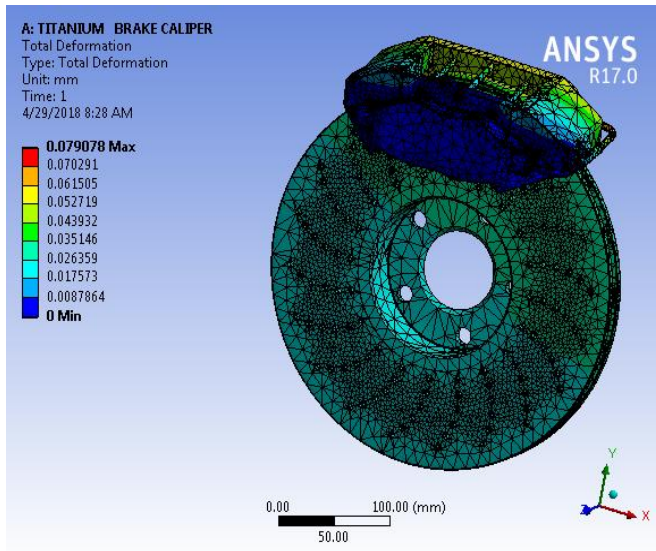 A: TITANIUM BRAKE CALIPER
Total Deformation
Type: Total Deformation
Unit: mm
Time: 1
4/29/2018 8:28 AM
ANSYS
R17.0
0.079078 Max
0.070291
0.061505
0.052719
0.043932
0.035146
0.026359
0.017573
0.0087864
0 Min
0.00
100.00 (mm)
50.00
Y
Z
X